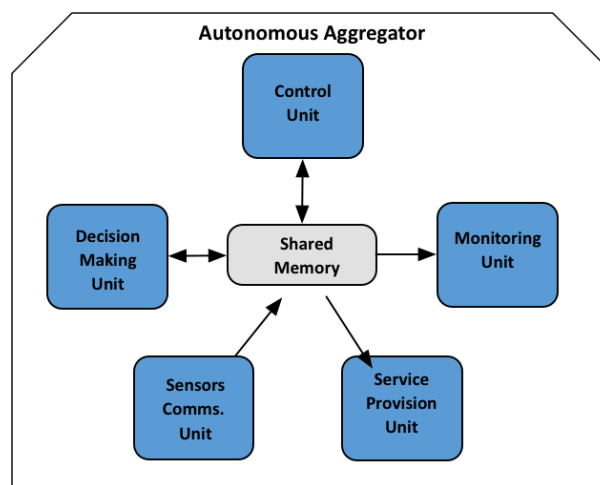 Autonomous Aggregator
Control
Unit
Decision
Making
Unit
Shared
Memory
Monitoring
Unit
Sensors
Comms.
Unit
Service
Provision
Unit